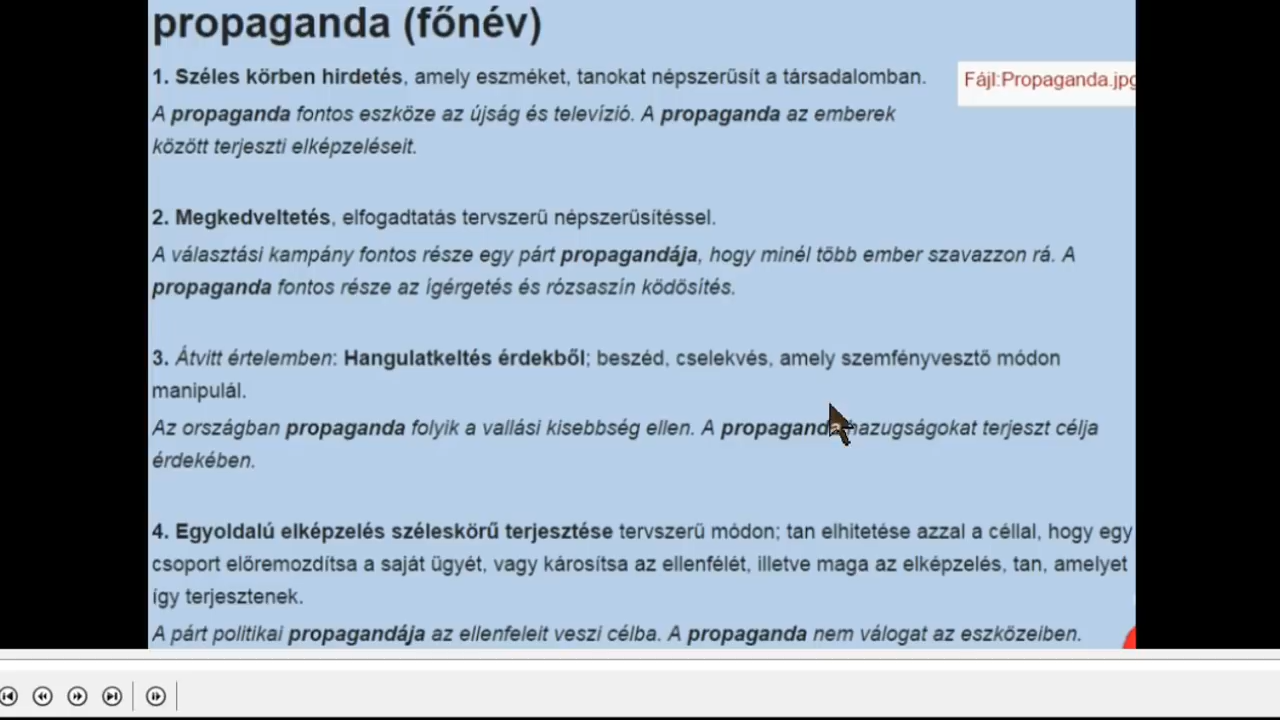 propaganda (főnév)
1. Széles körben hirdetés, amely eszméket, tanokat népszerűsít a társadalomban.
Fájl:Propaganda.jpg
A propaganda fontos eszköze az újság és televízió. A propaganda az emberek
között terjeszti elképzeléseit.
2. Megkedveltetés, elfogadtatás tervszerű népszerűsítéssel.
A választási kampány fontos része egy párt propagandája, hogy minél több ember szavazzon rá. A
propaganda fontos része az ígérgetés és rózsaszín ködösítés.
3. Átvitt értelemben: Hangulatkeltés érdekből; beszéd, cselekvés, amely szemfényvesztő módon
manipulál.
Az országban propaganda folyik a vallási kisebbség ellen. A propaganda hazugságokat terjeszt célja
érdekében.
4. Egyoldalú elképzelés széleskörű terjesztése tervszerű módon; tan elhitetése azzal a céllal, hogy egy
csoport előremozdítsa a saját ügyét, vagy károsítsa az ellenfélét, illetve maga az elképzelés, tan, amelyet
így terjesztenek.
A párt politikai propagandája az ellenfeleit veszi célba. A propaganda nem válogat az eszközeiben.